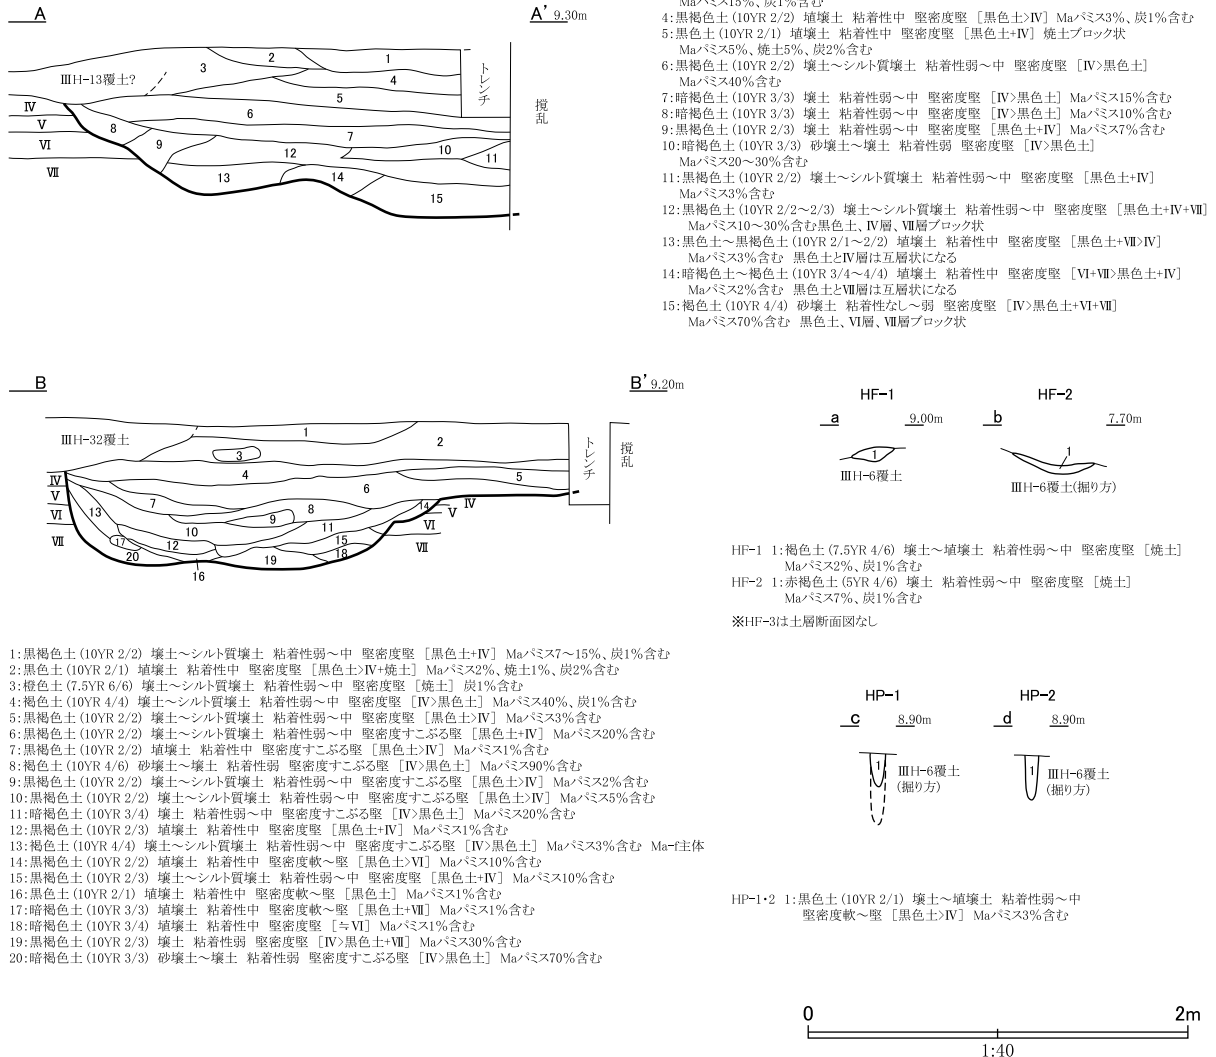 A
A' 9.30m
ⅢH-13覆土?
Ⅳ
Ⅴ
Ⅵ
Ⅶ
1
2
3
4
5
6
7
8
9
10
11
12
13
14
15
トレンチ
攪乱
Maパミス15%、炭1%含む
4:黒褐色土(10YR 2/2) 埴壌土 粘着性中 堅密度堅 [黒色土>Ⅳ] Maパミス3%、炭1%含む
5:黒色土(10YR 2/1) 埴壌土 粘着性中 堅密度堅 [黒色土+Ⅳ] 焼土ブロック状
Maパミス5%、焼土5%、炭2%含む
6:黒褐色土(10YR 2/2) 壌土～シルト質壌土 粘着性弱～中 堅密度堅 [Ⅳ>黒色土]
Maパミス40%含む
7:暗褐色土(10YR 3/3) 壌土 粘着性弱～中 堅密度堅 [Ⅳ>黒色土] Maパミス15%含む
8:暗褐色土(10YR 3/3) 壌土 粘着性弱～中 堅密度堅 [Ⅳ>黒色土] Maパミス10%含む
9:黒褐色土(10YR 2/3) 壌土 粘着性弱～中 堅密度堅 [黒色土+Ⅳ] Maパミス7%含む
10:暗褐色土(10YR 3/3) 砂壌土～壌土 粘着性弱 堅密度堅 [Ⅳ>黒色土]
Maパミス20～30%含む
11:黒褐色土(10YR 2/2) 壌土～シルト質壌土 粘着性弱～中 堅密度堅 [黒色土+Ⅳ]
Maパミス3%含む
12:黒褐色土(10YR 2/2～2/3) 壌土～シルト質壌土 粘着性弱～中 堅密度堅 [黒色土+Ⅳ+Ⅶ]
Maパミス10～30%含む黒色土、Ⅳ層、Ⅶ層ブロック状
13:黒色土～黒褐色土(10YR 2/1～2/2) 埴壌土 粘着性中 堅密度堅 [黒色土+Ⅶ>Ⅳ]
Maパミス3%含む 黒色土とⅣ層は互層状になる
14:暗褐色土～褐色土(10YR 3/4～4/4) 埴壌土 粘着性中 堅密度堅 [Ⅵ+Ⅶ>黒色土+Ⅳ]
Maパミス2%含む 黒色土とⅦ層は互層状になる
15:褐色土(10YR 4/4) 砂壌土 粘着性なし～弱 堅密度堅 [Ⅳ>黒色土+Ⅵ+Ⅶ]
Maパミス70%含む 黒色土、Ⅵ層、Ⅶ層ブロック状
B
B' 9.20m
ⅢH-32覆土
Ⅳ
Ⅴ
Ⅵ
Ⅶ
1
2
3
4
5
6
7
8
9
10
11
12
13
14
15
16
17
18
19
20
Ⅳ
Ⅴ
Ⅵ
Ⅶ
トレンチ
攪乱
HF-1
a 9.00m
1
ⅢH-6覆土
HF-2
b 7.70m
1
ⅢH-6覆土(掘り方)
HF-1 1:褐色土(7.5YR 4/6) 壌土～埴壌土 粘着性弱～中 堅密度堅 [焼土]
Maパミス2%、炭1%含む
HF-2 1:赤褐色土(5YR 4/6) 壌土 粘着性弱～中 堅密度堅 [焼土]
Maパミス7%、炭1%含む
※HF-3は土層断面図なし
1:黒褐色土(10YR 2/2) 壌土～シルト質壌土 粘着性弱～中 堅密度堅 [黒色土+Ⅳ] Maパミス7～15%、炭1%含む
2:黒色土(10YR 2/1) 埴壌土 粘着性中 堅密度堅 [黒色土>Ⅳ+焼土] Maパミス2%、焼土1%、炭2%含む
3:橙色土(7.5YR 6/6) 壌土～シルト質壌土 粘着性弱～中 堅密度堅 [焼土] 炭1%含む
4:褐色土(10YR 4/4) 壌土～シルト質壌土 粘着性弱～中 堅密度堅 [Ⅳ>黒色土] Maパミス40%、炭1%含む
5:黒褐色土(10YR 2/2) 壌土～シルト質壌土 粘着性弱～中 堅密度堅 [黒色土>Ⅳ] Maパミス3%含む
6:黒褐色土(10YR 2/2) 壌土～シルト質壌土 粘着性弱～中 堅密度すこぶる堅 [黒色土+Ⅳ] Maパミス20%含む
7:黒褐色土(10YR 2/2) 埴壌土 粘着性中 堅密度すこぶる堅 [黒色土>Ⅳ] Maパミス1%含む
8:褐色土(10YR 4/6) 砂壌土～壌土 粘着性弱 堅密度すこぶる堅 [Ⅳ>黒色土] Maパミス90%含む
9:黒褐色土(10YR 2/2) 壌土～シルト質壌土 粘着性弱～中 堅密度すこぶる堅 [黒色土>Ⅳ] Maパミス2%含む
10:黒褐色土(10YR 2/2) 壌土～シルト質壌土 粘着性弱～中 堅密度すこぶる堅 [黒色土>Ⅳ] Maパミス5%含む
11:暗褐色土(10YR 3/4) 壌土 粘着性弱～中 堅密度すこぶる堅 [Ⅳ>黒色土] Maパミス20%含む
12:黒褐色土(10YR 2/3) 埴壌土 粘着性中 堅密度堅 [黒色土+Ⅳ] Maパミス1%含む
13:褐色土(10YR 4/4) 壌土～シルト質壌土 粘着性弱～中 堅密度すこぶる堅 [Ⅳ>黒色土] Maパミス3%含む Ma-f主体
14:黒褐色土(10YR 2/2) 埴壌土 粘着性中 堅密度軟～堅 [黒色土>Ⅵ] Maパミス10%含む
15:黒褐色土(10YR 2/3) 壌土～シルト質壌土 粘着性弱～中 堅密度堅 [黒色土+Ⅳ] Maパミス10%含む
16:黒色土(10YR 2/1) 埴壌土 粘着性中 堅密度軟～堅 [黒色土] Maパミス1%含む
17:暗褐色土(10YR 3/3) 埴壌土 粘着性中 堅密度軟～堅 [黒色土+Ⅶ] Maパミス1%含む
18:暗褐色土(10YR 3/4) 埴壌土 粘着性中 堅密度堅 [≒Ⅵ] Maパミス1%含む
19:黒褐色土(10YR 2/3) 壌土 粘着性弱 堅密度堅 [Ⅳ>黒色土+Ⅶ] Maパミス30%含む
20:暗褐色土(10YR 3/3) 砂壌土～壌土 粘着性弱 堅密度すこぶる堅 [Ⅳ>黒色土] Maパミス70%含む
HP-1
c 8.90m
1
ⅢH-6覆土
(掘り方)
HP-2
d 8.90m
1
ⅢH-6覆土
(掘り方)
HP-1・2 1:黒色土(10YR 2/1) 壌土～埴壌土 粘着性弱～中
堅密度軟～堅 [黒色土>Ⅳ] Maパミス3%含む
0 2m
1:40